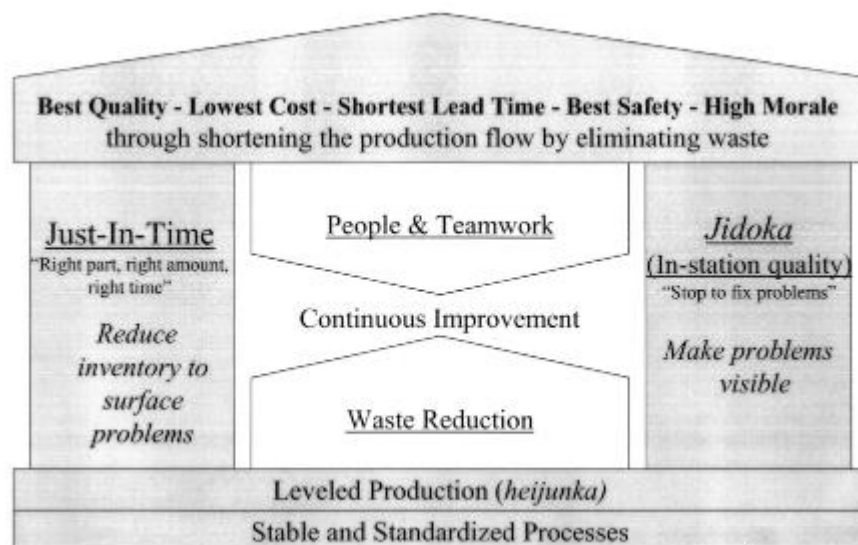 Best Quality - Lowest Cost - Shortest Lead Time - Best Safety - High Morale
through shortening the production flow by eliminating waste
Just-In-Time
“Right part, right amount,
right time”
Reduce
inventory to
surface
problems
People & Teamwork
Continuous Improvement
Waste Reduction
Jidoka
(In-station quality)
“Stop to fix problems”
Make problems
visible
Leveled Production (heijunka)
Stable and Standardized Processes